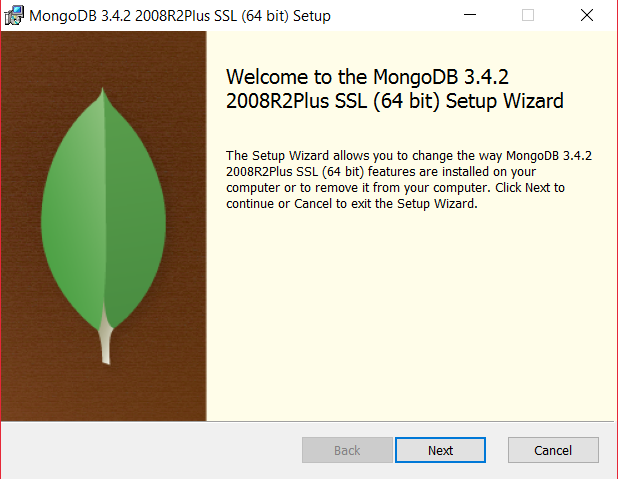 MongoDB 3.4.2 2008R2Plus SSL (64 bit) Setup
Welcome to the MongoDB 3.4.2
2008R2Plus SSL (64 bit) Setup Wizard
The Setup Wizard allows you to change the way MongoDB 3.4.2
2008R2Plus SSL (64 bit) features are installed on your
computer or to remove it from your computer. Click Next to
continue or Cancel to exit the Setup Wizard.
Back
Next
Cancel